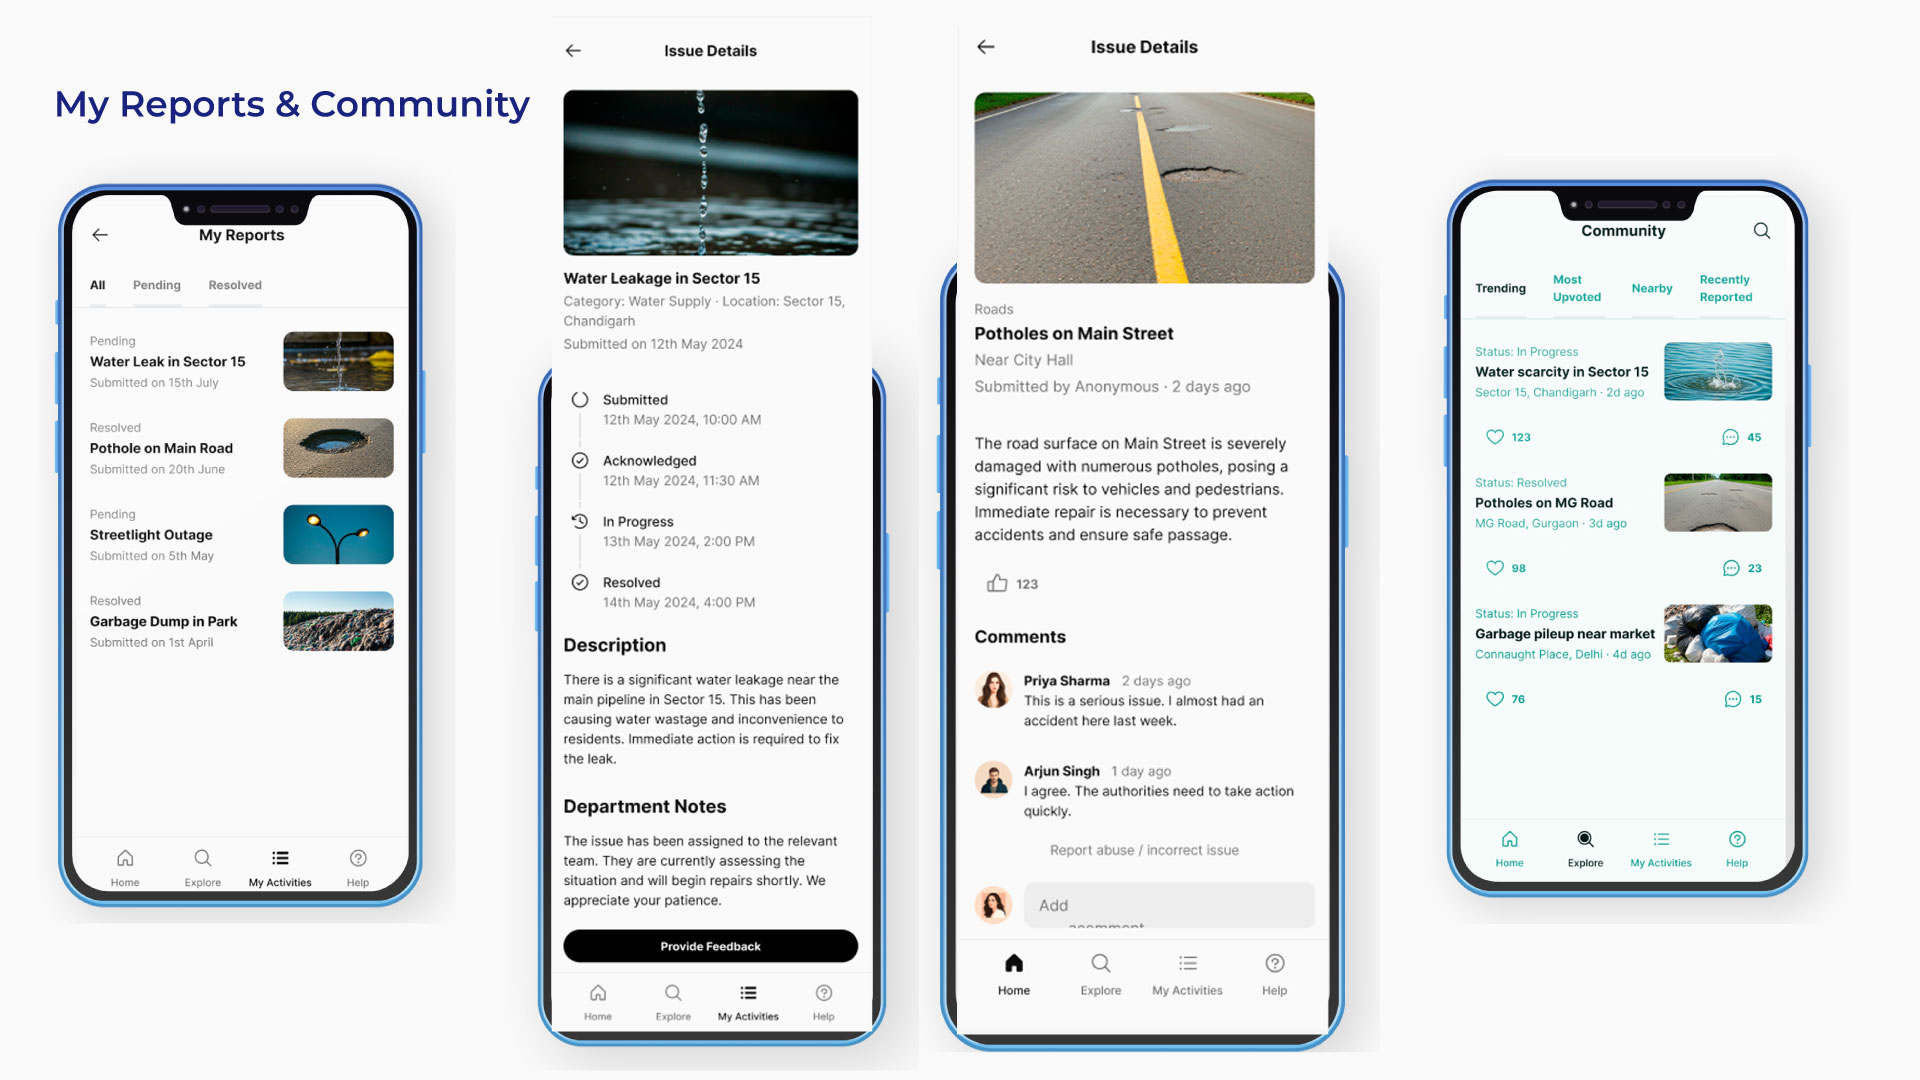 My Reports & Community
My Reports
All Pending Resolved
Pending
Water Leak in Sector 15
Submitted on 15th July
Resolved
Pothole on Main Road
Submitted on 20th June
Pending
Streetlight Outage
Submitted on 5th May
Resolved
Garbage Dump in Park
Submitted on 1st April
Home Explore My Activities Help
Issue Details
Water Leakage in Sector 15
Category: Water Supply · Location: Sector 15,
Chandigarh
Submitted on 12th May 2024
Submitted
12th May 2024, 10:00 AM
Acknowledged
12th May 2024, 11:30 AM
In Progress
13th May 2024, 2:00 PM
Resolved
14th May 2024, 4:00 PM
Description
There is a significant water leakage near the
main pipeline in Sector 15. This has been
causing water wastage and inconvenience to
residents. Immediate action is required to fix
the leak.
Department Notes
The issue has been assigned to the relevant
team. They are currently assessing the
situation and will begin repairs shortly. We
appreciate your patience.
Provide Feedback
Home Explore My Activities Help
Issue Details
Roads
Potholes on Main Street
Near City Hall
Submitted by Anonymous · 2 days ago
The road surface on Main Street is severely
damaged with numerous potholes, posing a
significant risk to vehicles and pedestrians.
Immediate repair is necessary to prevent
accidents and ensure safe passage.
123
Comments
Priya Sharma 2 days ago
This is a serious issue. I almost had an
accident here last week.
Arjun Singh 1 day ago
I agree. The authorities need to take action
quickly.
Report abuse / incorrect issue
Add
acomment
Home Explore My Activities Help
Community
Trending Most Upvoted Nearby Recently Reported
Status: In Progress
Water scarcity in Sector 15
Sector 15, Chandigarh · 2d ago
123 45
Status: Resolved
Potholes on MG Road
MG Road, Gurgaon · 3d ago
98 23
Status: In Progress
Garbage pileup near market
Connaught Place, Delhi · 4d ago
76 15
Home Explore My Activities Help